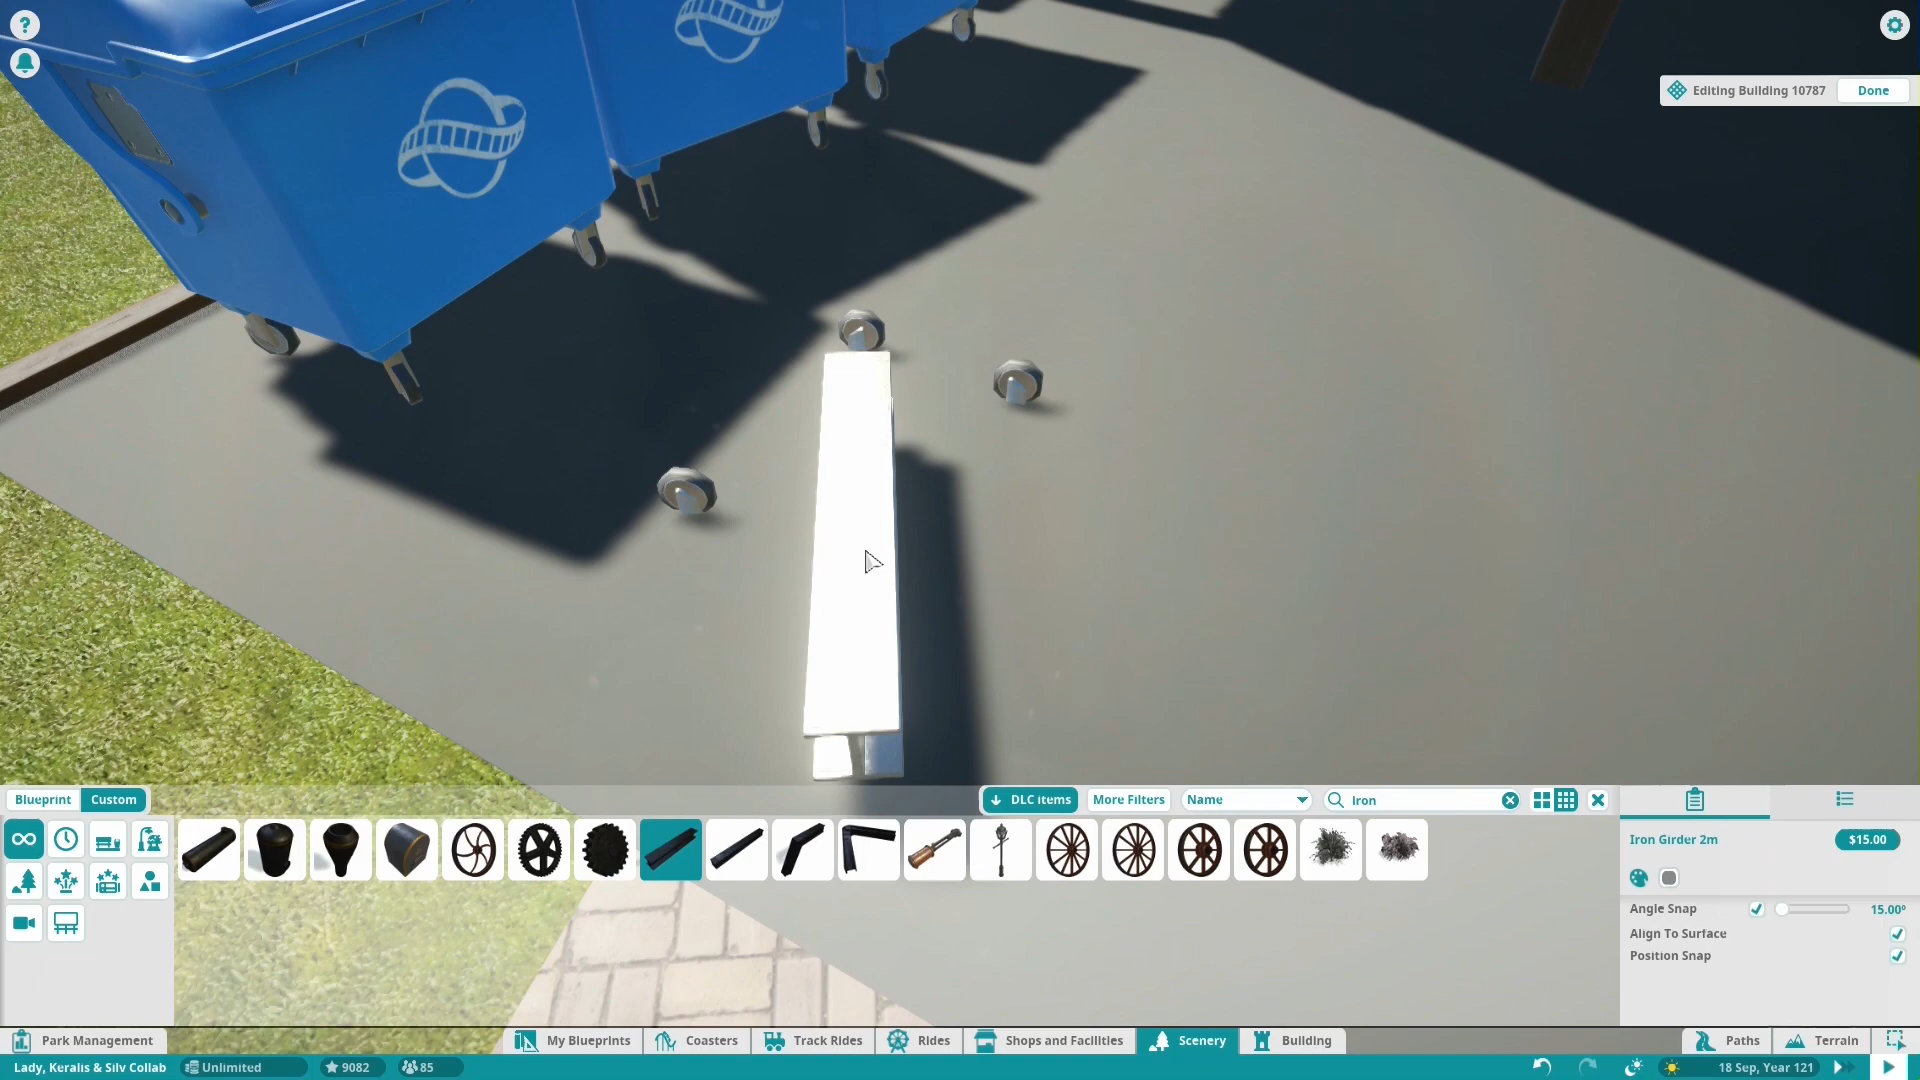 ?
Editing Building 10787
Done
Blueprint
Custom
DLC items
More Filters
Name
Iron
Iron Girder 2m
$15.00
Angle Snap
15.00°
Align To Surface
Position Snap
Park Management
My Blueprints
Coasters
Track Rides
Rides
Shops and Facilities
Scenery
Building
Paths
Terrain
Lady, Keralis & Silv Collab
Unlimited
9082
85
18 Sep, Year 121